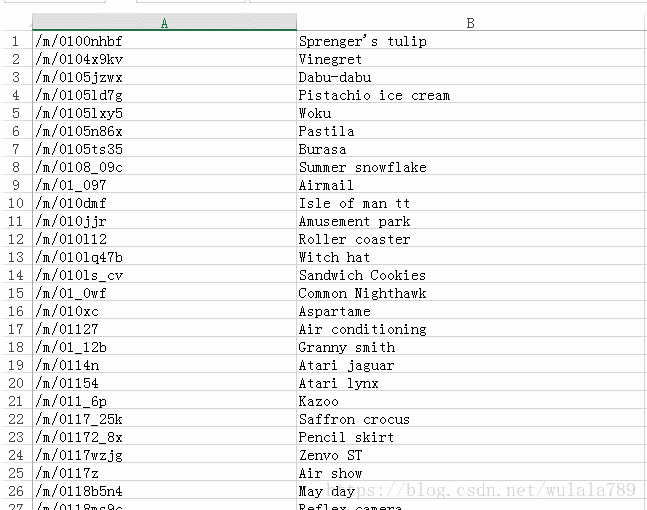 A B
1 /m/0100nhbf Sprenger's tulip
2 /m/0104x9kv Vinegret
3 /m/0105jzwx Dabu-dabu
4 /m/0105ld7g Pistachio ice cream
5 /m/0105lxy5 Woku
6 /m/0105n86x Pastila
7 /m/0105ts35 Burasa
8 /m/0108_09c Summer snowflake
9 /m/01_097 Airmail
10 /m/010dmf Isle of man tt
11 /m/010jjr Amusement park
12 /m/010l12 Roller coaster
13 /m/010lq47b Witch hat
14 /m/010ls_cv Sandwich Cookies
15 /m/01_0wf Common Nighthawk
16 /m/010xc Aspartame
17 /m/01127 Air conditioning
18 /m/01_12b Granny smith
19 /m/0114n Atari jaguar
20 /m/01154 Atari lynx
21 /m/011_6p Kazoo
22 /m/0117_25k Saffron crocus
23 /m/01172_8x Pencil skirt
24 /m/0117wzjg Zenvo ST
25 /m/0117z Air show
26 /m/0118b5n4 May day
https://blog.csdn.net/wulala789
27 /m/0118ms9c Reflex camera